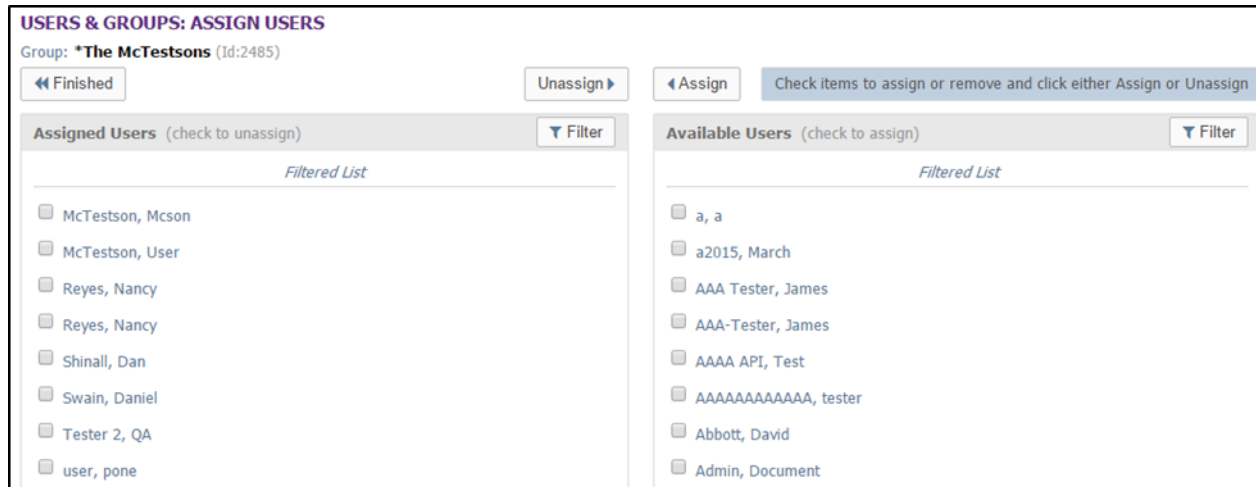 USERS & GROUPS: ASSIGN USERS
Group: *The McTestsons (Id:2485)
Finished
Unassign
Assign
Check items to assign or remove and click either Assign or Unassign
Assigned Users (check to unassign)
Filter
Filtered List
McTestson, Mcson
McTestson, User
Reyes, Nancy
Reyes, Nancy
Shinall, Dan
Swain, Daniel
Tester 2, QA
user, pone
Available Users (check to assign)
Filter
Filtered List
a, a
a2015, March
AAA Tester, James
AAA-Tester, James
AAAA API, Test
AAAAAAAAAAAA, tester
Abbott, David
Admin, Document